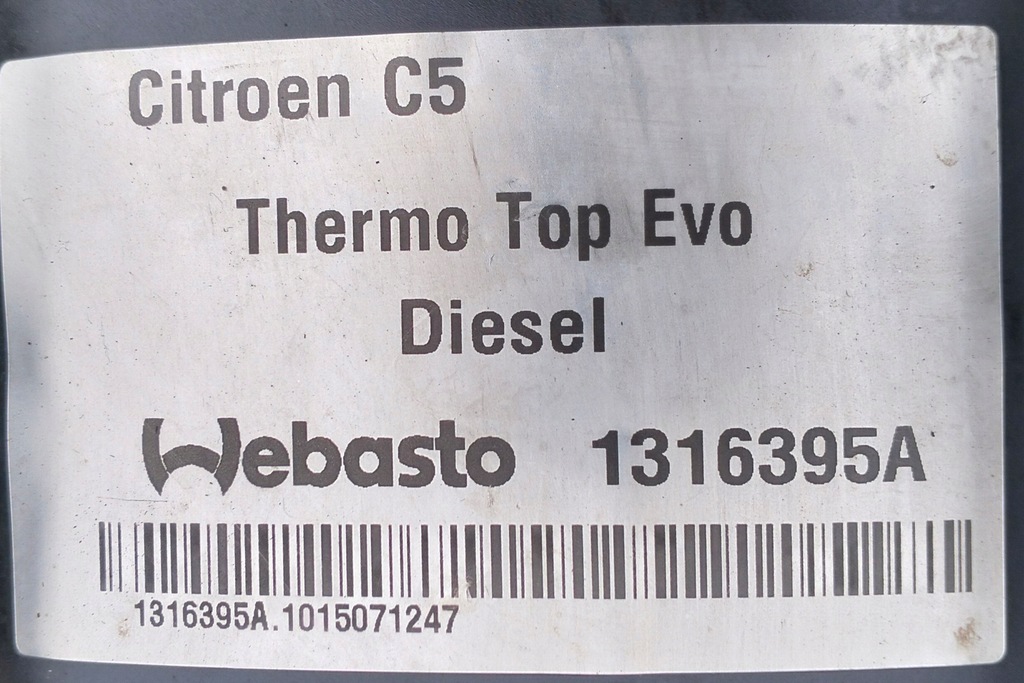 Citroen C5
Thermo Top Evo
Diesel
Webasto 1316395A
1316395A.1015071247